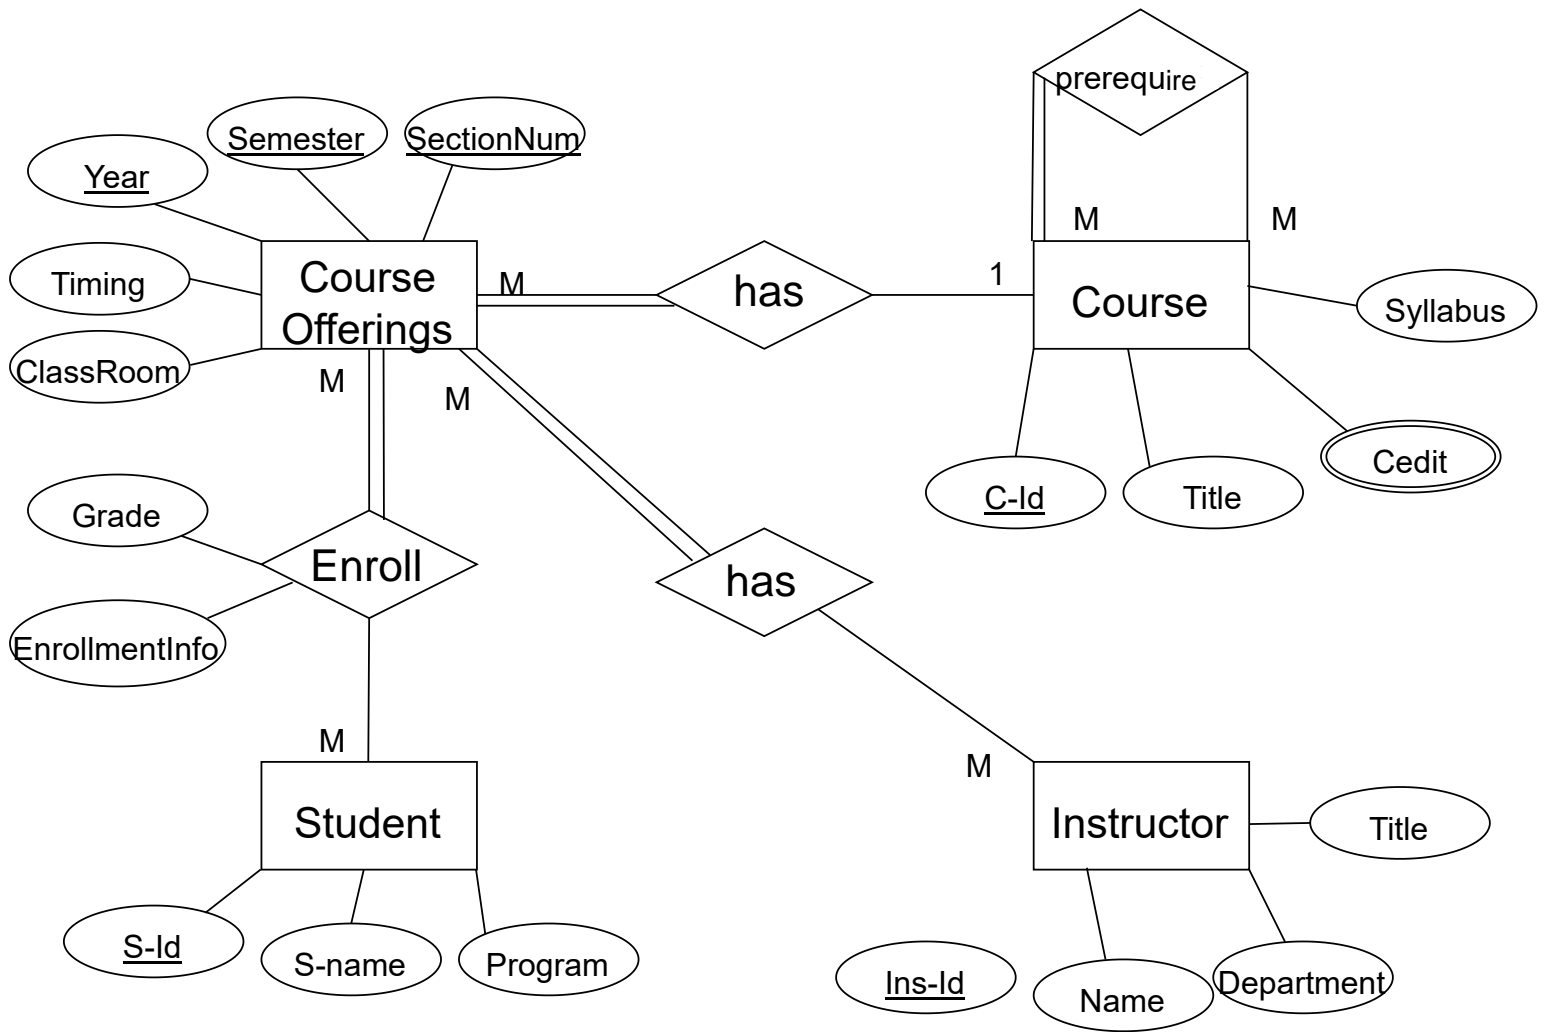 prerequire
Semester
SectionNum
Year
M
M
Timing
Course
Offerings
M
has
1
Course
Syllabus
ClassRoom
M
M
Cedit
C-Id
Title
Grade
Enroll
has
EnrollmentInfo
M
M
Student
Instructor
Title
S-Id
S-name
Program
Ins-Id
Name
Department